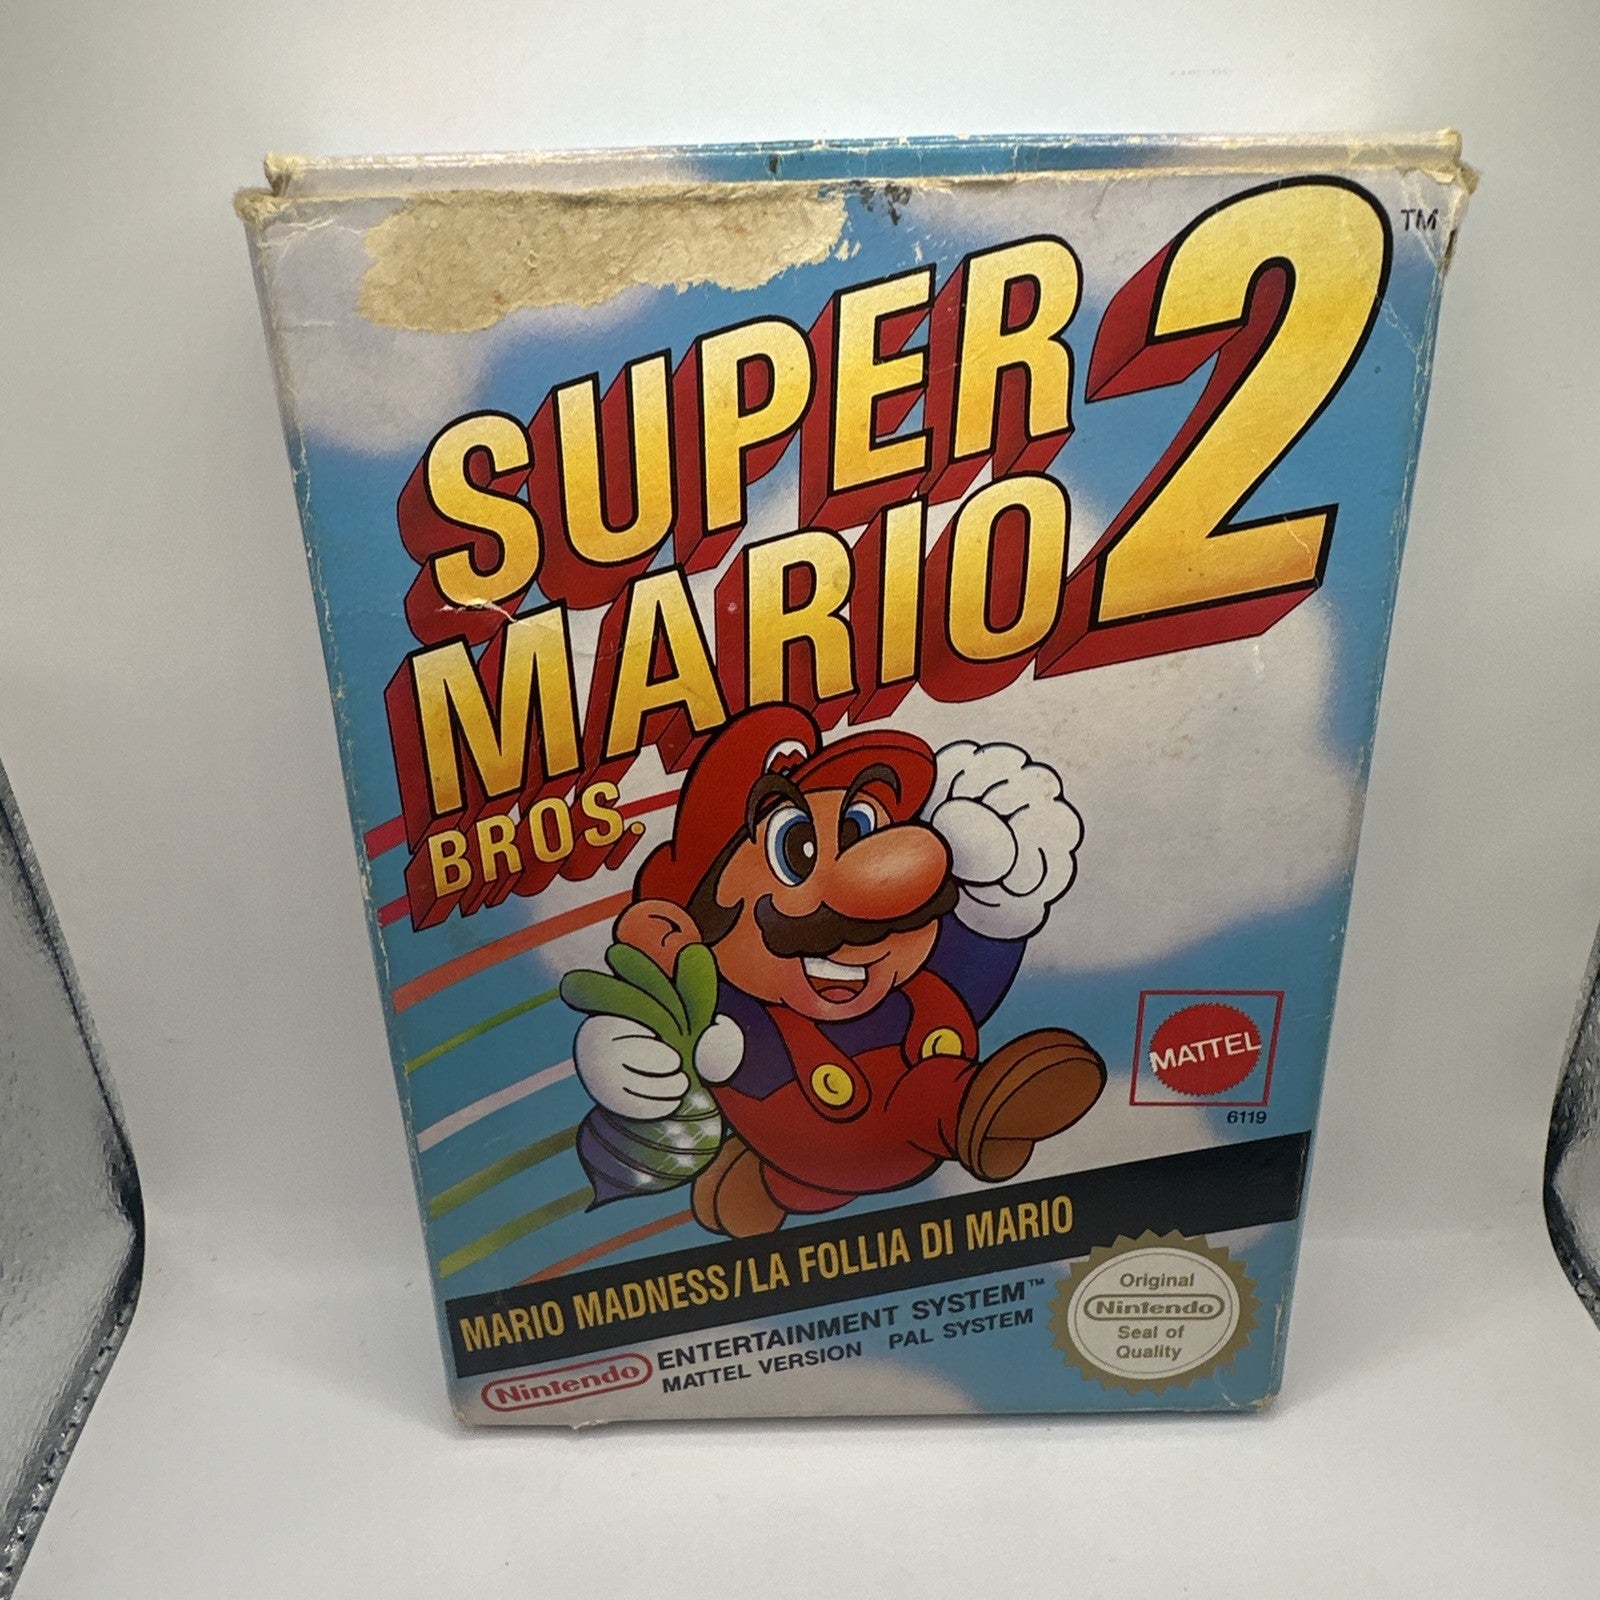 SUPER
MARIO
BROS.
2
TM
M
MATTEL
6119
MARIO MADNESS/LA FOLLIA DI MARIO
Nintendo
ENTERTAINMENT SYSTEM™
MATTEL VERSION PAL SYSTEM
Original
Nintendo
Seal of
Quality